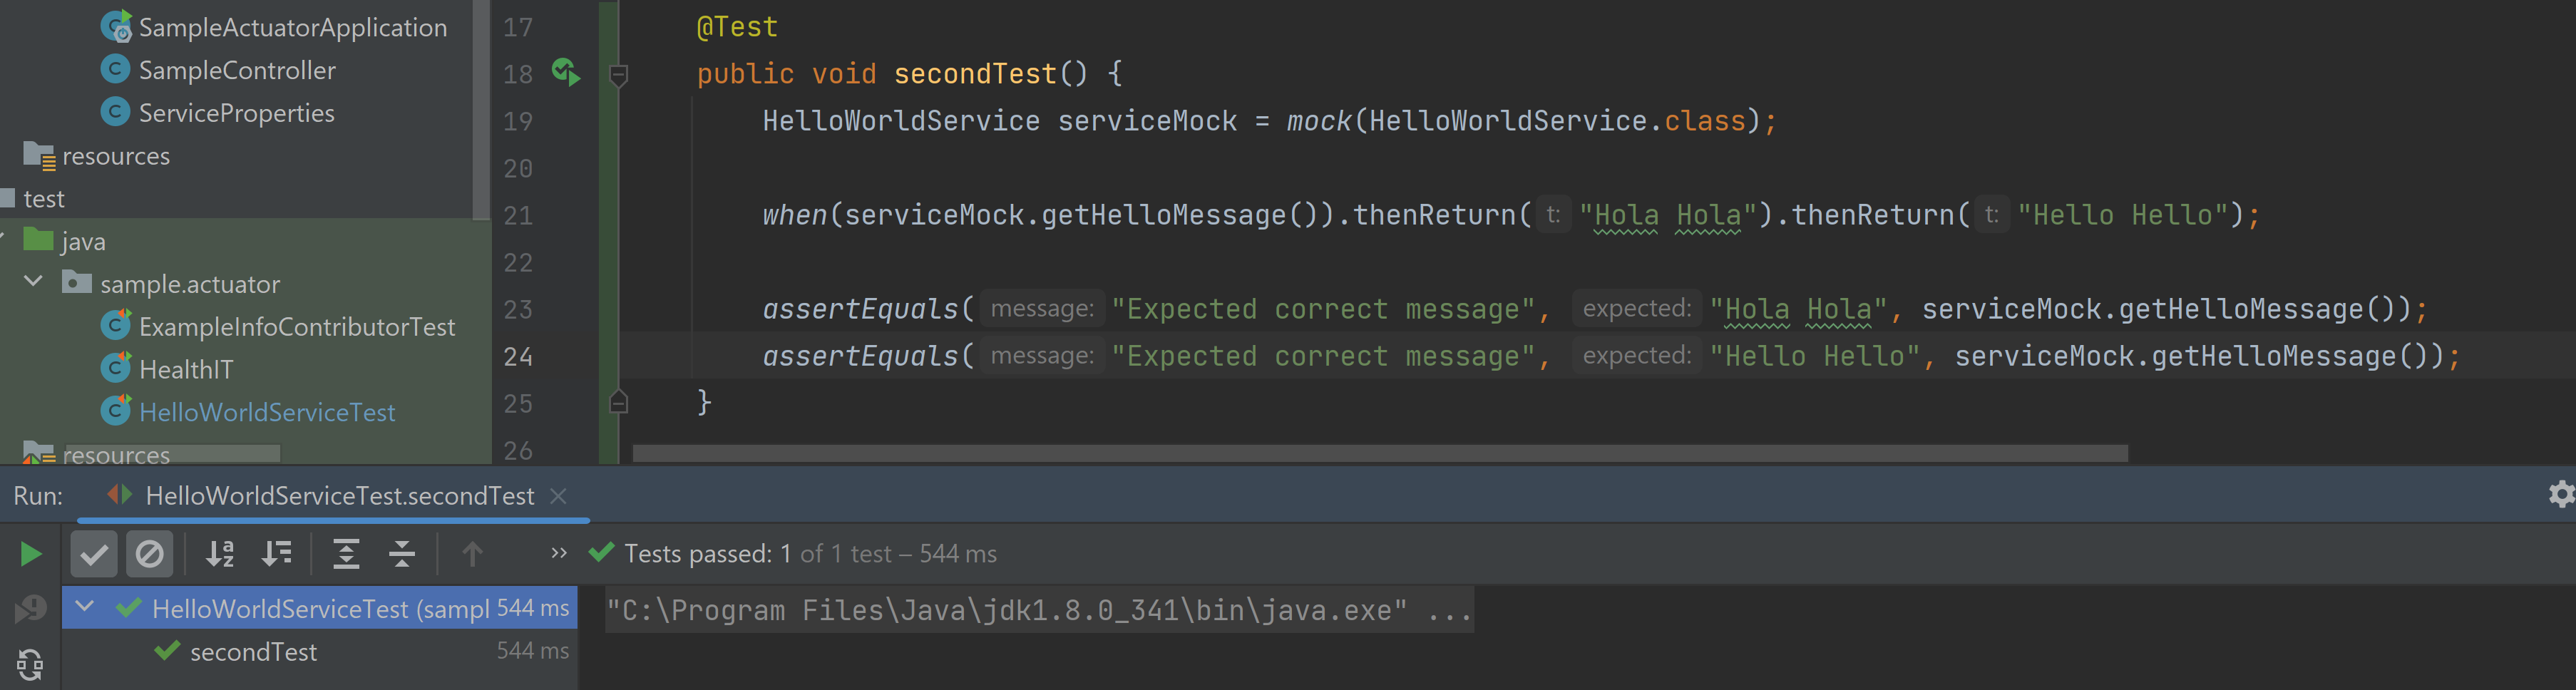 SampleActuatorApplication
SampleController
ServiceProperties
resources
test
java
sample.actuator
ExampleInfoContributorTest
HealthIT
HelloWorldServiceTest
resources
17 @Test
18 public void secondTest() {
19 HelloWorldService serviceMock = mock(HelloWorldService.class);
20
21 when(serviceMock.getHelloMessage()).thenReturn( t: "Hola Hola").thenReturn( t: "Hello Hello");
22
23 assertEquals( message: "Expected correct message", expected: "Hola Hola", serviceMock.getHelloMessage());
24 assertEquals( message: "Expected correct message", expected: "Hello Hello", serviceMock.getHelloMessage());
25 }
26
Run: HelloWorldServiceTest.secondTest
Tests passed: 1 of 1 test – 544 ms
HelloWorldServiceTest (sampl 544 ms
secondTest 544 ms
"C:\Program Files\Java\jdk1.8.0_341\bin\java.exe" ...